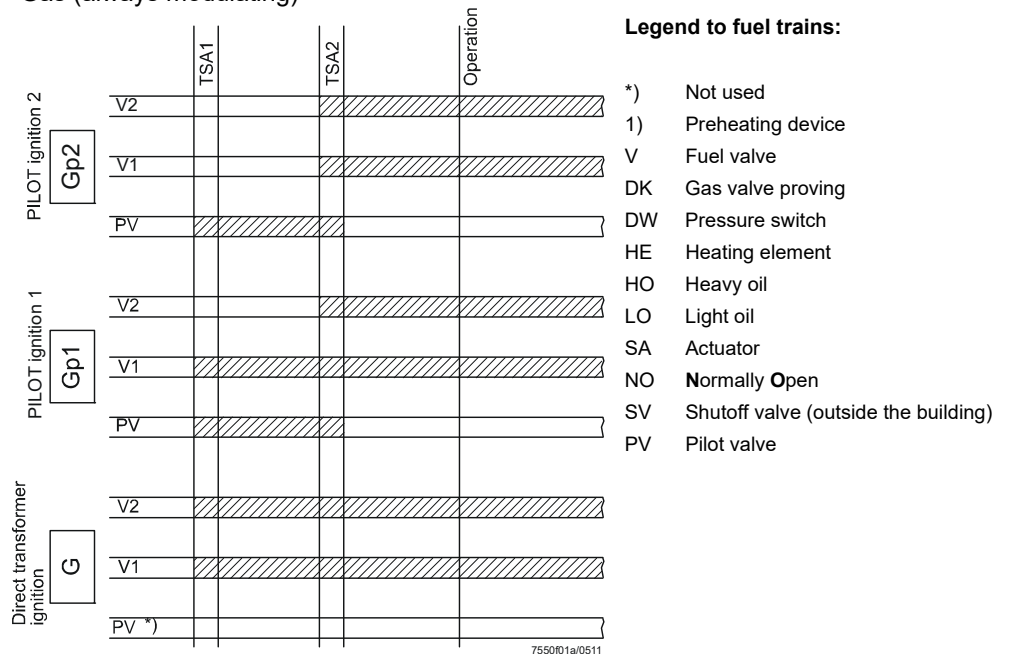 Gas (always modulating)
TSA1
TSA2
Operation
PILOT ignition 2
Gp2
V2
V1
PV
PILOT ignition 1
Gp1
V2
V1
PV
Direct transformer
ignition
G
V2
V1
PV *)
7550f01a/0511
Legend to fuel trains:
*) Not used
1) Preheating device
V Fuel valve
DK Gas valve proving
DW Pressure switch
HE Heating element
HO Heavy oil
LO Light oil
SA Actuator
NO Normally Open
SV Shutoff valve (outside the building)
PV Pilot valve